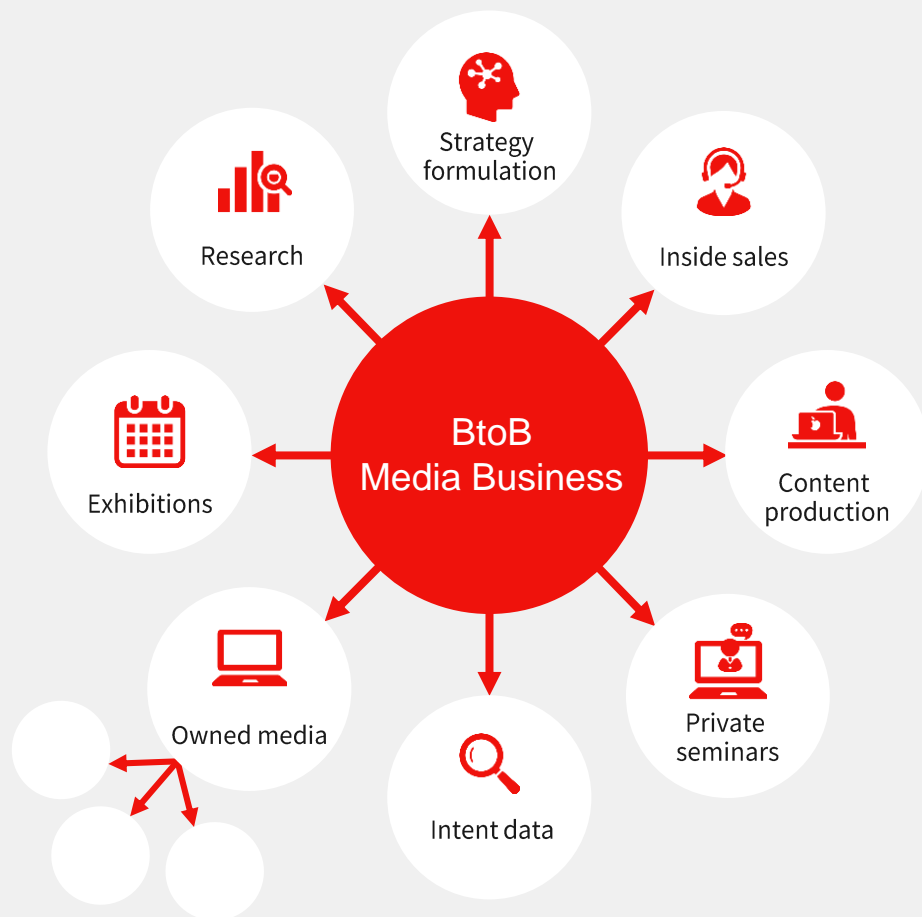 Strategy
formulation
Inside sales
Research
BtoB
Media Business
Content
production
Exhibitions
Private
seminars
Owned media
Intent data